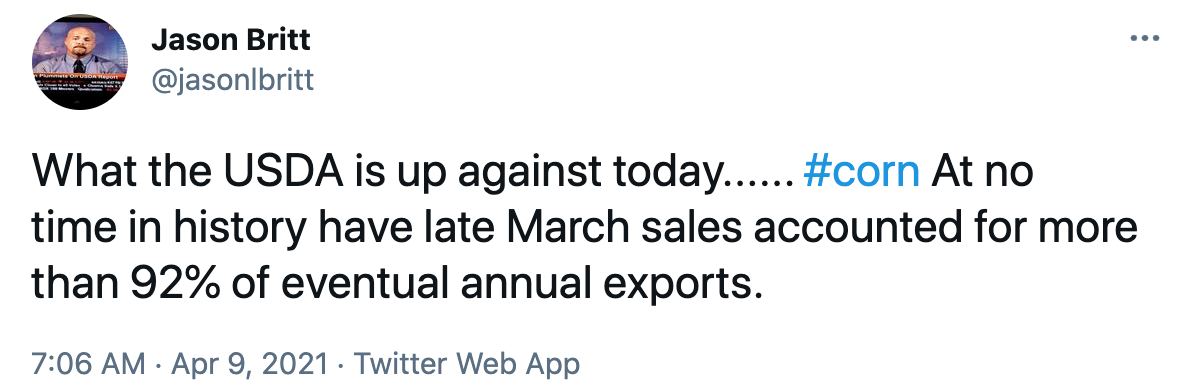 Jason Britt
@jasonlbritt
What the USDA is up against today...... #corn At no
time in history have late March sales accounted for more
than 92% of eventual annual exports.
7:06 AM · Apr 9, 2021 · Twitter Web App